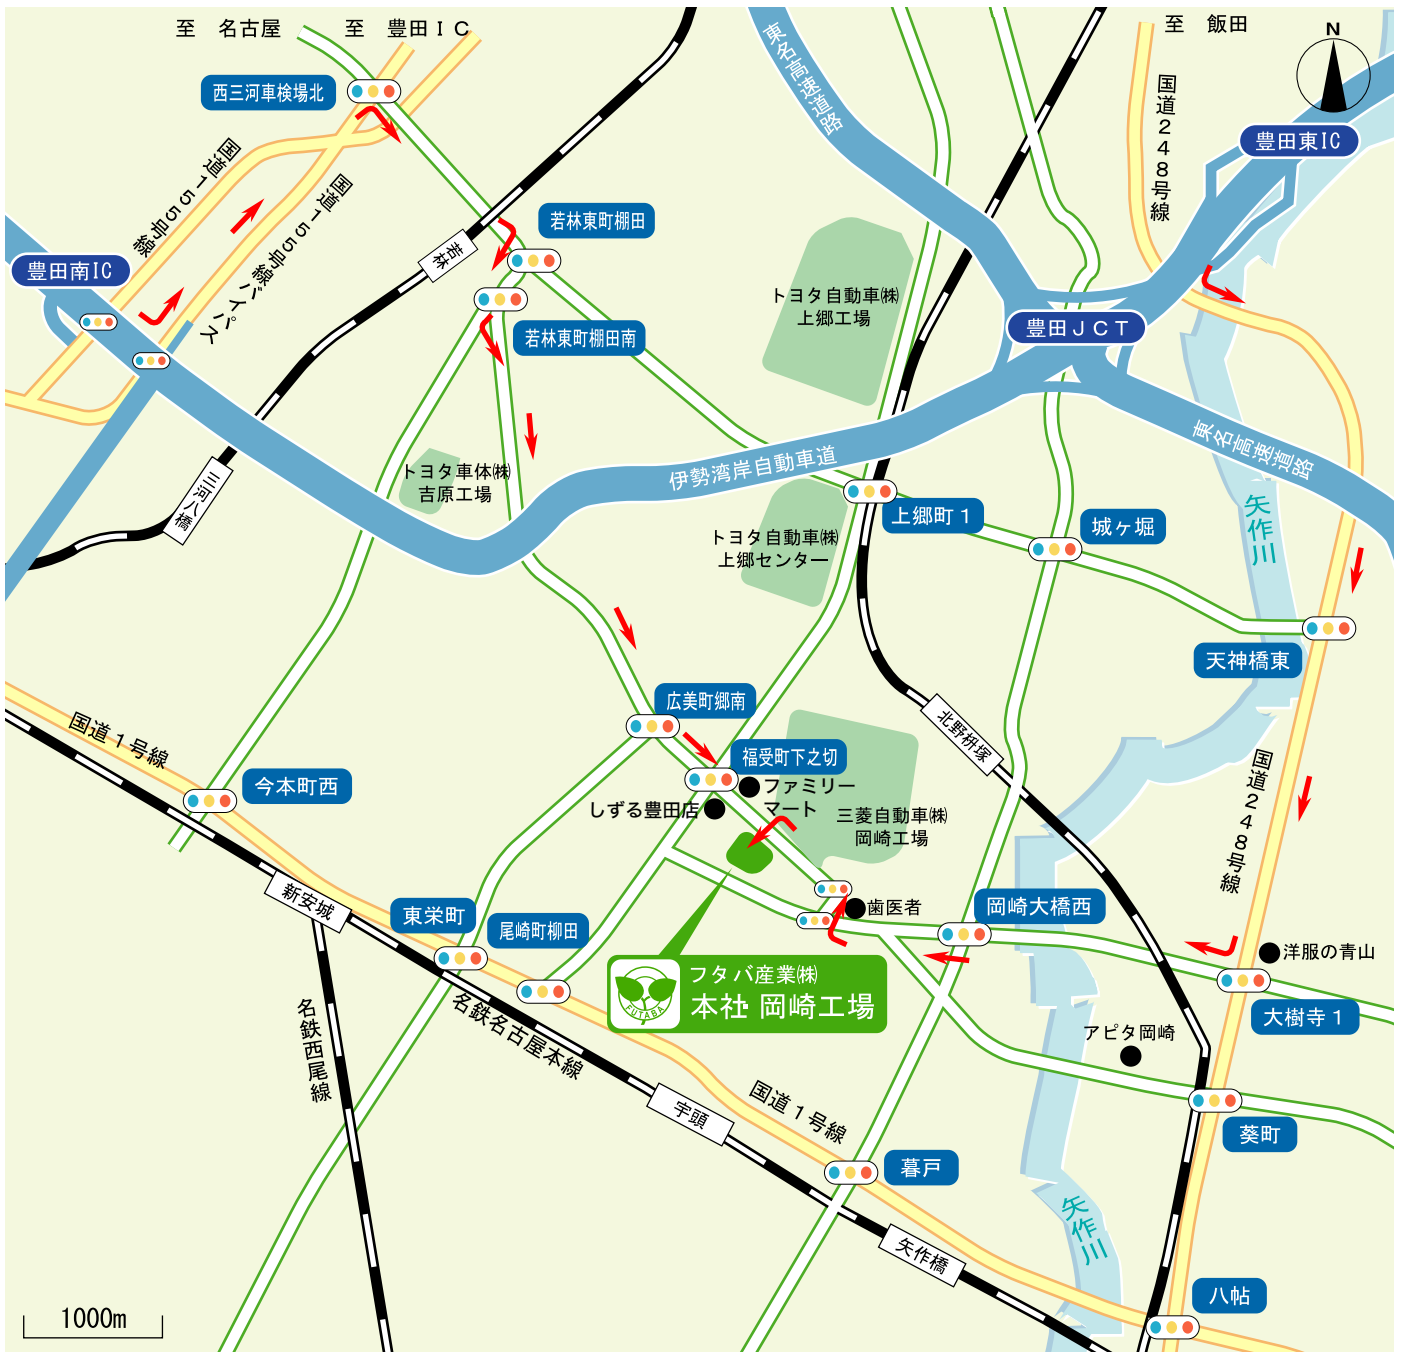 至 名古屋
至 豊田ＩＣ
西三河車検場北
国道１５５号線
国道１５５号線バイパス
豊田南IC
若林
若林東町棚田
若林東町棚田南
三河八橋
東名高速道路
至 飯田
国道２４８号線
N
豊田東IC
トヨタ自動車㈱
上郷工場
豊田ＪＣＴ
東名高速道路
伊勢湾岸自動車道
トヨタ車体㈱
吉原工場
トヨタ自動車㈱
上郷センター
上郷町１
城ヶ堀
矢作川
天神橋東
国道１号線
今本町西
広美町郷南
福受町下之切
ファミリー
マート
しずる豊田店
三菱自動車㈱
岡崎工場
北野枡塚
国道２４８号線
新安城
東栄町
尾崎町柳田
歯医者
岡崎大橋西
洋服の青山
大樹寺１
FUTABA
フタバ産業㈱
本社・岡崎工場
名鉄西尾線
名鉄名古屋本線
アピタ岡崎
宇頭
国道１号線
葵町
暮戸
矢作橋
矢作川
八帖
1000m